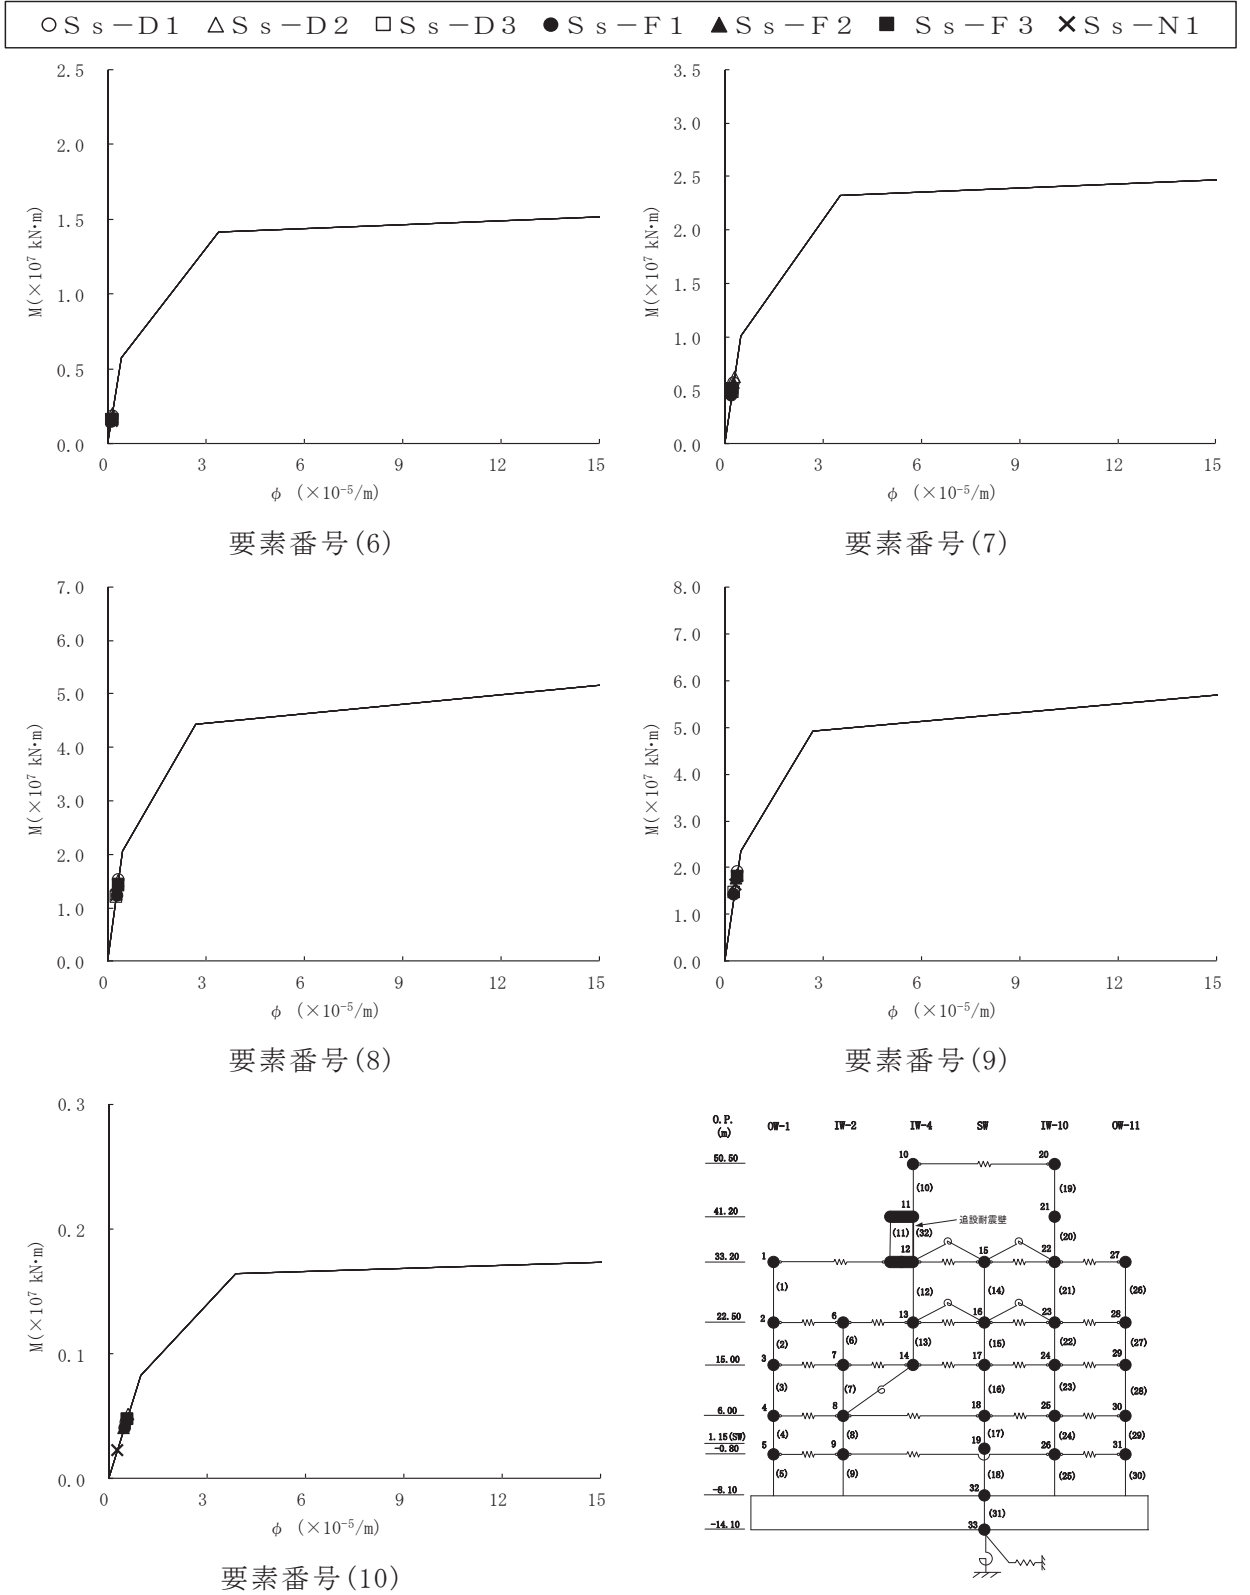 ○Ｓｓ－Ｄ１ △Ｓｓ－Ｄ２ □Ｓｓ－Ｄ３ ●Ｓｓ－Ｆ１ ▲Ｓｓ－Ｆ２ ■ Ｓｓ－Ｆ３ ×Ｓｓ－Ｎ１
2.5
2.0
1.5
1.0
0.5
0.0
M(×10⁷ kN·m)
0 3 6 9 12 15
φ (×10⁻⁵/m)
要素番号(6)
3.5
3.0
2.5
2.0
1.5
1.0
0.5
0.0
M(×10⁷ kN·m)
0 3 6 9 12 15
φ (×10⁻⁵/m)
要素番号(7)
7.0
6.0
5.0
4.0
3.0
2.0
1.0
0.0
M(×10⁷ kN·m)
0 3 6 9 12 15
φ (×10⁻⁵/m)
要素番号(8)
8.0
7.0
6.0
5.0
4.0
3.0
2.0
1.0
0.0
M(×10⁷ kN·m)
0 3 6 9 12 15
φ (×10⁻⁵/m)
要素番号(9)
0.3
0.2
0.1
0.0
M(×10⁷ kN·m)
0 3 6 9 12 15
φ (×10⁻⁵/m)
要素番号(10)
O.P.
(m)
OW-1 IW-2 IW-4 SW IW-10 OW-11
50.50 10 20
(10) (19)
41.20 11 21
追設耐震壁
(11) (32) (20)
33.20 1 12 15 22 27
(1) (12) (14) (21) (26)
22.50 2 6 13 16 23 28
(2) (6) (13) (15) (22) (27)
15.00 3 7 14 17 24 29
(3) (7) (16) (23) (28)
6.00 4 8 18 25 30
(4) (8) (17) (24) (29)
1.15(SW) 19
-0.80 5 9 26 31
(5) (9) (18) (25) (30)
-8.10 32
(31)
-14.10 33